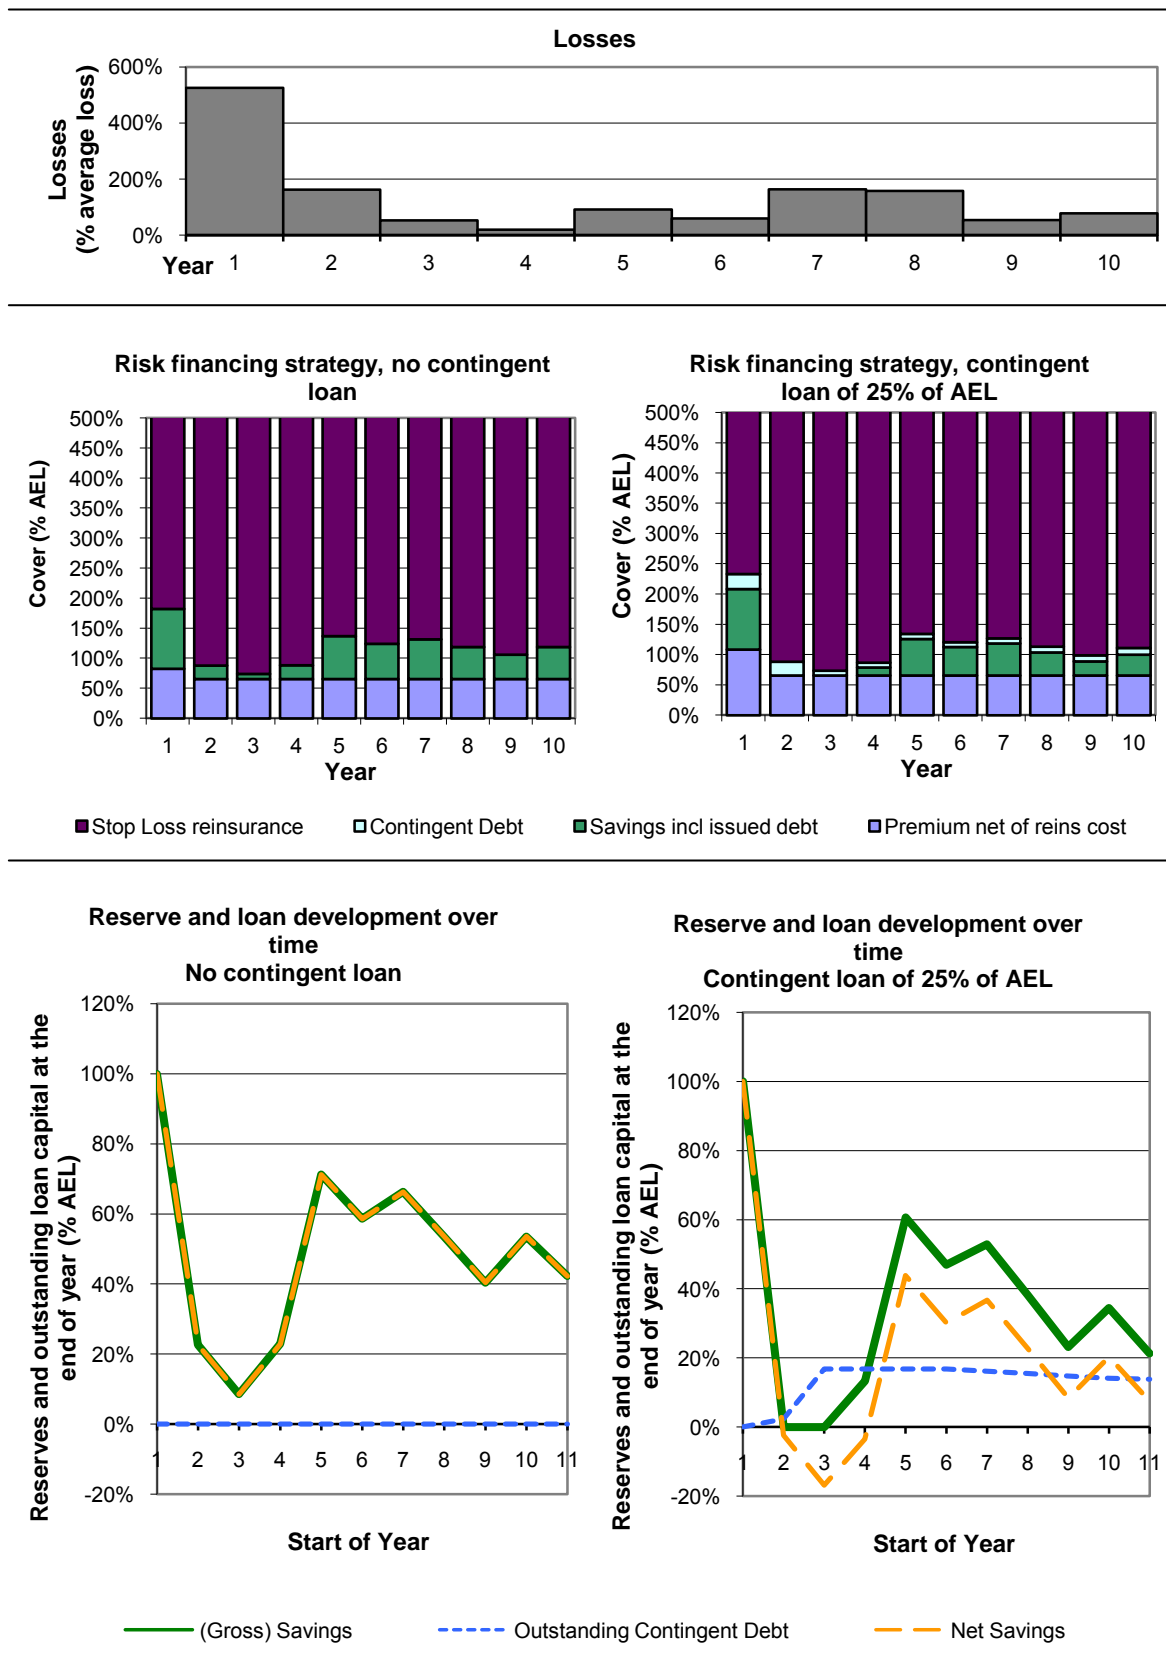 Losses
Losses
(% average loss)
600%
400%
200%
0%
Year 1 2 3 4 5 6 7 8 9 10
Risk financing strategy, no contingent
loan
Cover (% AEL)
500%
450%
400%
350%
300%
250%
200%
150%
100%
50%
0%
1 2 3 4 5 6 7 8 9 10
Year
Risk financing strategy, contingent
loan of 25% of AEL
Cover (% AEL)
500%
450%
400%
350%
300%
250%
200%
150%
100%
50%
0%
1 2 3 4 5 6 7 8 9 10
Year
Stop Loss reinsurance Contingent Debt Savings incl issued debt Premium net of reins cost
Reserve and loan development over
time
No contingent loan
Reserves and outstanding loan capital at the
end of year (% AEL)
120%
100%
80%
60%
40%
20%
0%
-20%
1 2 3 4 5 6 7 8 9 10 11
Start of Year
Reserve and loan development over
time
Contingent loan of 25% of AEL
Reserves and outstanding loan capital at the
end of year (% AEL)
120%
100%
80%
60%
40%
20%
0%
-20%
1 2 3 4 5 6 7 8 9 10 11
Start of Year
(Gross) Savings Outstanding Contingent Debt Net Savings